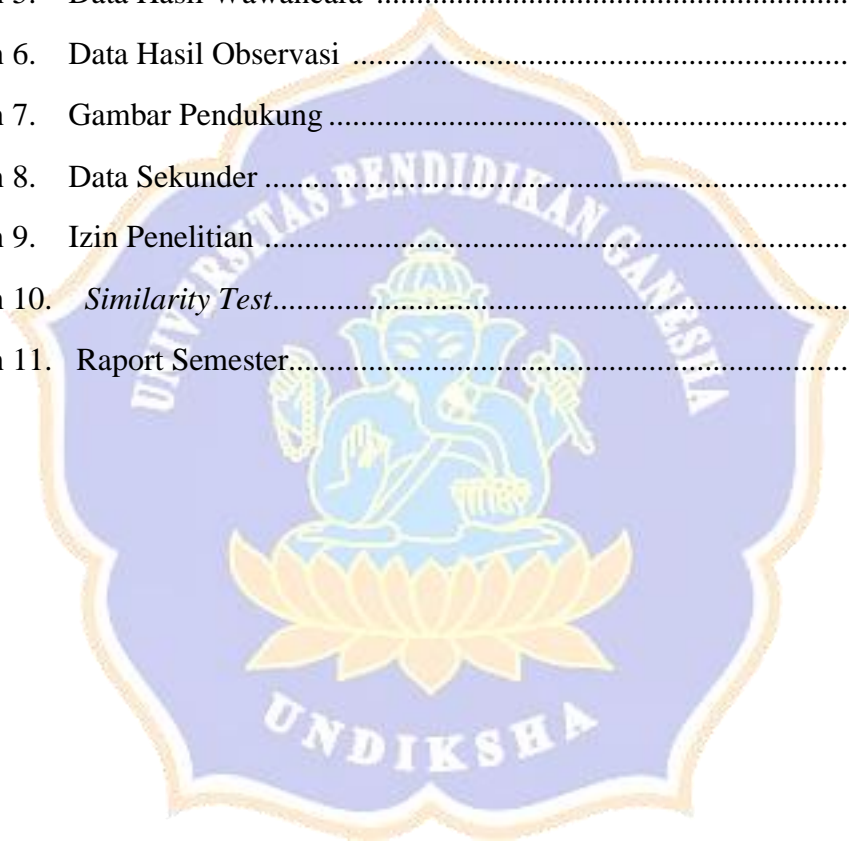 n 5. Data Hasil Wawancara ........................................................................
n 6. Data Hasil Observasi ...............................................................
n 7. Gambar Pendukung ..................................................................
n 8. Data Sekunder ..........................................................................
n 9. Izin Penelitian ..........................................................................
n 10. Similarity Test.........................................................................
n 11. Raport Semester.......................................................................
UNIVERSITAS PENDIDIKAN GANESHA
UNDIKSHA